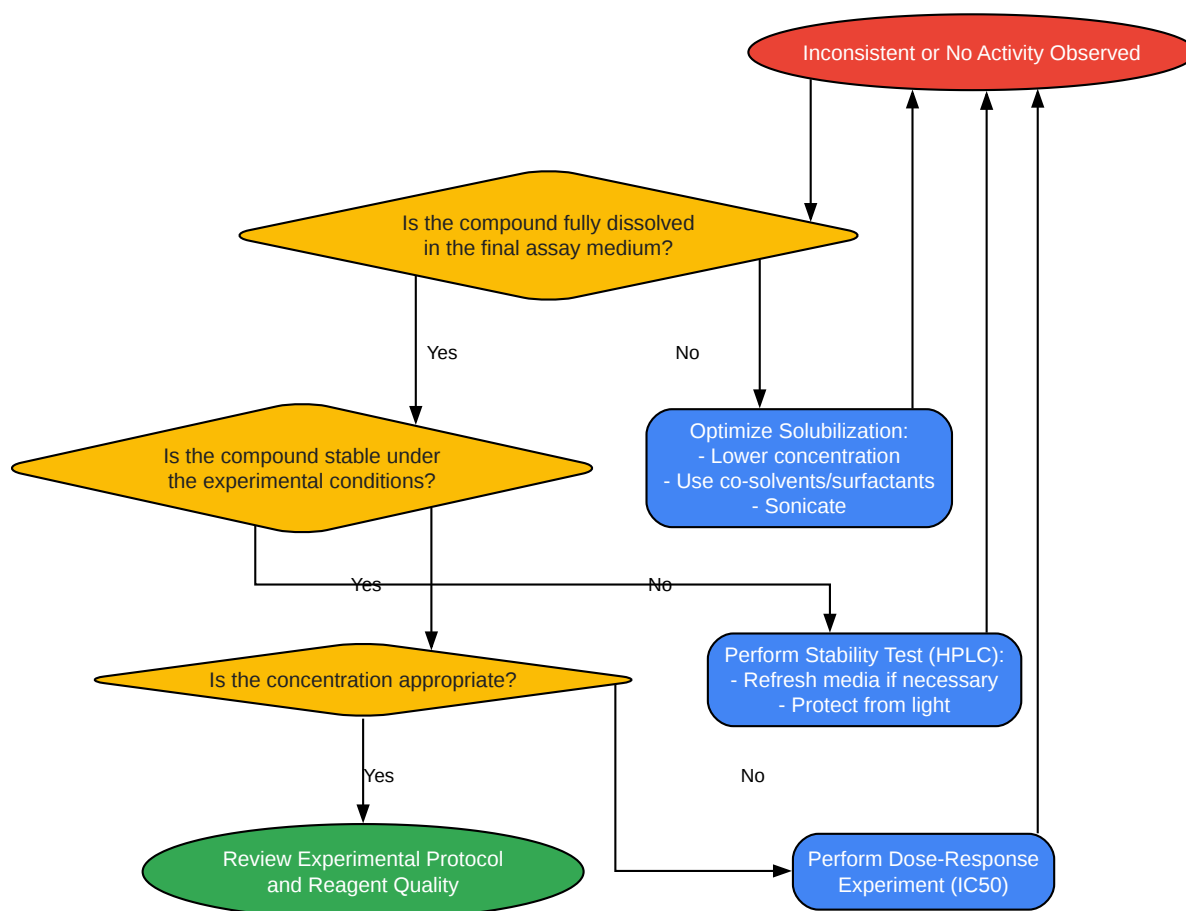 Inconsistent or No Activity Observed
Is the compound fully dissolved
in the final assay medium?
Yes
No
Optimize Solubilization:
- Lower concentration
- Use co-solvents/surfactants
- Sonicate
Is the compound stable under
the experimental conditions?
Yes
No
Perform Stability Test (HPLC):
- Refresh media if necessary
- Protect from light
Is the concentration appropriate?
Yes
No
Review Experimental Protocol
and Reagent Quality
Perform Dose-Response
Experiment (IC50)